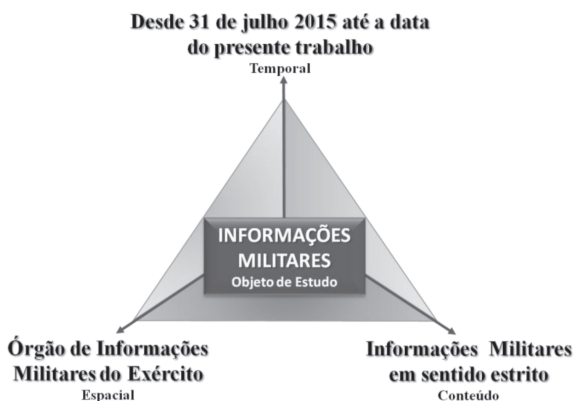 Desde 31 de julho 2015 até a data
do presente trabalho
Temporal
INFORMAÇÕES
MILITARES
Objeto de Estudo
Órgão de Informações
Militares do Exército
Espacial
Informações Militares
em sentido estrito
Conteúdo